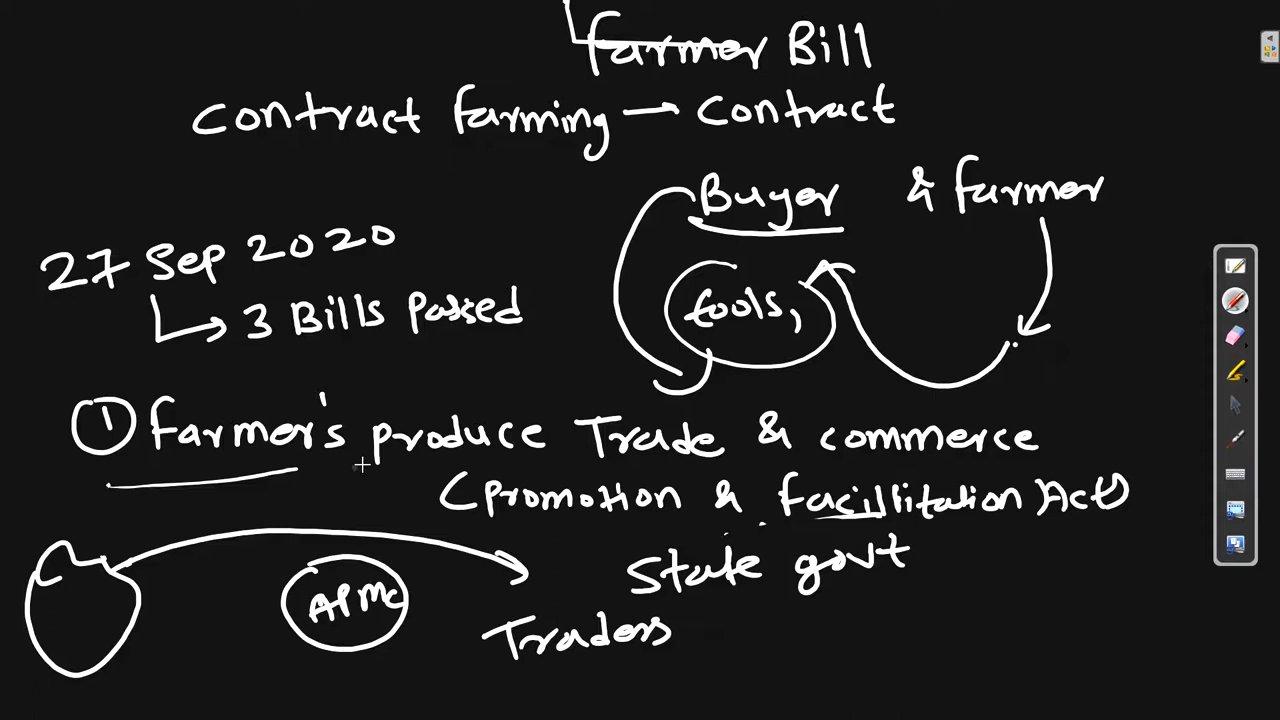 farmer Bill
contract farming → contract
Buyer & farmer
27 Sep 2020
↳ 3 Bills passed
tools,
① farmer's produce Trade & commerce
(promotion & facillitation Act)
State govt
APMC
Traders